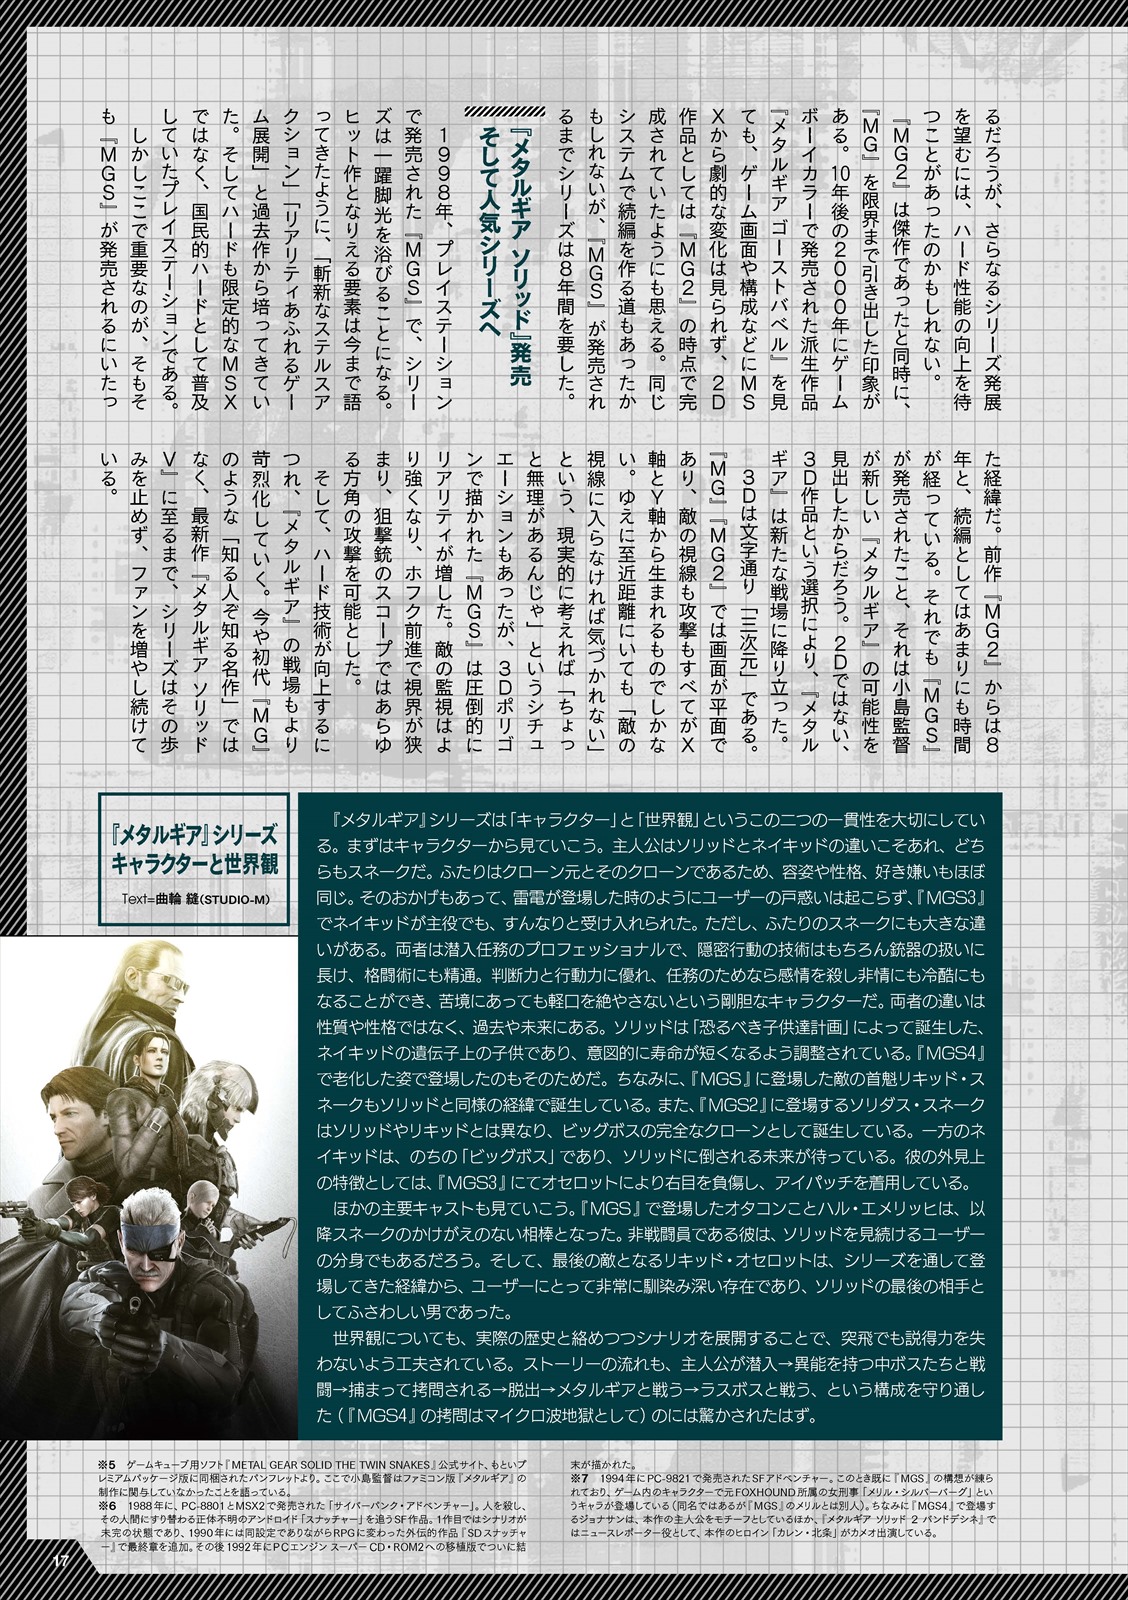 るだろうが、さらなるシリーズ発展
を望むには、ハード性能の向上を待
つことがあったのかもしれない。
『MG2』は傑作であったと同時に、
『MG』を限界まで引き出した印象が
ある。10年後の2000年にゲーム
ボーイカラーで発売された派生作品
『メタルギア ゴーストバベル』を見
ても、ゲーム画面や構成などにMS
Xから劇的な変化は見られず、2D
作品としては『MG2』の時点で完
成されていたようにも思える。同じ
システムで続編を作る道もあったか
もしれないが、『MGS』が発売され
るまでシリーズは8年間を要した。
『メタルギア ソリッド』発売
そして人気シリーズへ
1998年、プレイステーション
で発売された『MGS』で、シリー
ズは一躍脚光を浴びることになる。
ヒット作となりえる要素は今まで語
ってきたように、「斬新なステルスア
クション」「リアリティあふれるゲー
ム展開」と過去作から培ってきてい
た。そしてハードも限定的なMSX
ではなく、国民的ハードとして普及
していたプレイステーションである。
しかしここで重要なのが、そもそ
も『MGS』が発売されるにいたっ
た経緯だ。前作『MG2』からは8
年と、続編としてはあまりにも時間
が経っている。それでも『MGS』
が発売されたこと、それは小島監督
が新しい『メタルギア』の可能性を
見出したからだろう。2Dではない、
3D作品という選択により、『メタル
ギア』は新たな戦場に降り立った。
3Dは文字通り「三次元」である。
『MG』『MG2』では画面が平面で
あり、敵の視線も攻撃もすべてがX
軸とY軸から生まれるものでしかな
い。ゆえに至近距離にいても「敵の
視線に入らなければ気づかれない」
という、現実的に考えれば「ちょっ
と無理があるんじゃ」というシチュ
エーションもあったが、3Dポリゴ
ンで描かれた『MGS』は圧倒的に
リアリティが増した。敵の監視はよ
り強くなり、ホフク前進で視界が狭
まり、狙撃銃のスコープではあらゆ
る方角の攻撃を可能とした。
そして、ハード技術が向上するに
つれ、『メタルギア』の戦場もより
苛烈化していく。今や初代『MG』
のような「知る人ぞ知る名作」では
なく、最新作『メタルギア ソリッド
V』に至るまで、シリーズはその歩
みを止めず、ファンを増やし続けて
いる。
『メタルギア』シリーズ
キャラクターと世界観
Text=曲輪 縫(STUDIO-M)
『メタルギア』シリーズは「キャラクター」と「世界観」というこの二つの一貫性を大切にしてい
る。まずはキャラクターから見ていこう。主人公はソリッドとネイキッドの違いこそあれ、どち
らもスネークだ。ふたりはクローン元とそのクローンであるため、容姿や性格、好き嫌いもほぼ
同じ。そのおかげもあって、雷電が登場した時のようにユーザーの戸惑いは起こらず、『MGS3』
でネイキッドが主役でも、すんなりと受け入れられた。ただし、ふたりのスネークにも大きな違
いがある。両者は潜入任務のプロフェッショナルで、隠密行動の技術はもちろん銃器の扱いに
長け、格闘術にも精通。判断力と行動力に優れ、任務のためなら感情を殺し非情にも冷酷にも
なることができ、苦境にあっても軽口を絶やさないという剛胆なキャラクターだ。両者の違いは
性質や性格ではなく、過去や未来にある。ソリッドは「恐るべき子供達計画」によって誕生した、
ネイキッドの遺伝子上の子供であり、意図的に寿命が短くなるよう調整されている。『MGS4』
で老化した姿で登場したのもそのためだ。ちなみに、『MGS』に登場した敵の首魁リキッド・ス
ネークもソリッドと同様の経緯で誕生している。また、『MGS2』に登場するソリダス・スネーク
はソリッドやリキッドとは異なり、ビッグボスの完全なクローンとして誕生している。一方のネ
イキッドは、のちの「ビッグボス」であり、ソリッドに倒される未来が待っている。彼の外見上
の特徴としては、『MGS3』にてオセロットにより右目を負傷し、アイパッチを着用している。
ほかの主要キャストも見ていこう。『MGS』で登場したオタコンことハル・エメリッヒは、以
降スネークのかけがえのない相棒となった。非戦闘員である彼は、ソリッドを見続けるユーザー
の分身でもあるだろう。そして、最後の敵となるリキッド・オセロットは、シリーズを通して登
場してきた経緯から、ユーザーにとって非常に馴染み深い存在であり、ソリッドの最後の相手と
してふさわしい男であった。
世界観についても、実際の歴史と絡めつつシナリオを展開することで、突飛でも説得力を失
わないよう工夫されている。ストーリーの流れも、主人公が潜入→異能を持つ中ボスたちと戦
闘→捕まって拷問される→脱出→メタルギアと戦う→ラスボスと戦う、という構成を守り通し
た(『MGS4』の拷問はマイクロ波地獄として)のには驚かされたはず。
※5 ゲームキューブ用ソフト『METAL GEAR SOLID THE TWIN SNAKES』公式サイト、もといプ
レミアムパッケージ版に同梱されたパンフレットより。ここで小島監督はファミコン版『メタルギア』の
制作に関与していなかったことを語っている。
※6 1988年に、PC-8801とMSX2で発売された「サイバーパンク・アドベンチャー」。人を殺し、
その人間にすり替わる正体不明のアンドロイド「スナッチャー」を追うSF作品。1作目ではシナリオが
未完の状態であり、1990年には同設定でありながらRPGに変わった外伝的作品『SDスナッチャ
ー』で最終章を追加。その後1992年にPCエンジン スーパー CD・ROM2への移植版でついに結
末が描かれた。
※7 1994年にPC-9821で発売されたSFアドベンチャー。このとき既に『MGS』の構想が練ら
れており、ゲーム内のキャラクターで元FOXHOUND所属の女刑事「メリル・シルバーバーグ」とい
うキャラが登場している(同名ではあるが『MGS』のメリルとは別人)。ちなみに『MGS4』で登場す
るジョナサンは、本作の主人公をモチーフとしているほか、『メタルギア ソリッド 2 バンドデシネ』で
はニュースレポーター役として、本作のヒロイン「カレン・北条」がカメオ出演している。
17